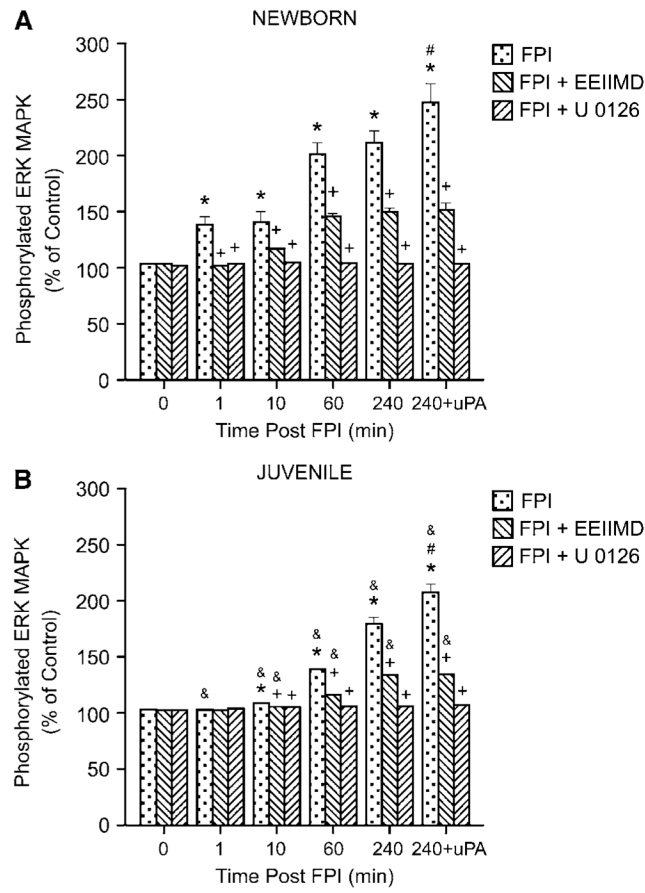 A
NEWBORN
Phosphorylated ERK MAPK
(% of Control)
300
250
200
150
100
50
0
* * * * # *
+ + + + + + + + + +
0 1 10 60 240 240+uPA
Time Post FPI (min)
FPI
FPI + EEIIMD
FPI + U 0126
B
JUVENILE
Phosphorylated ERK MAPK
(% of Control)
300
250
200
150
100
50
0
& & * & + + & * & + + & * & + + & # * & + +
0 1 10 60 240 240+uPA
Time Post FPI (min)
FPI
FPI + EEIIMD
FPI + U 0126